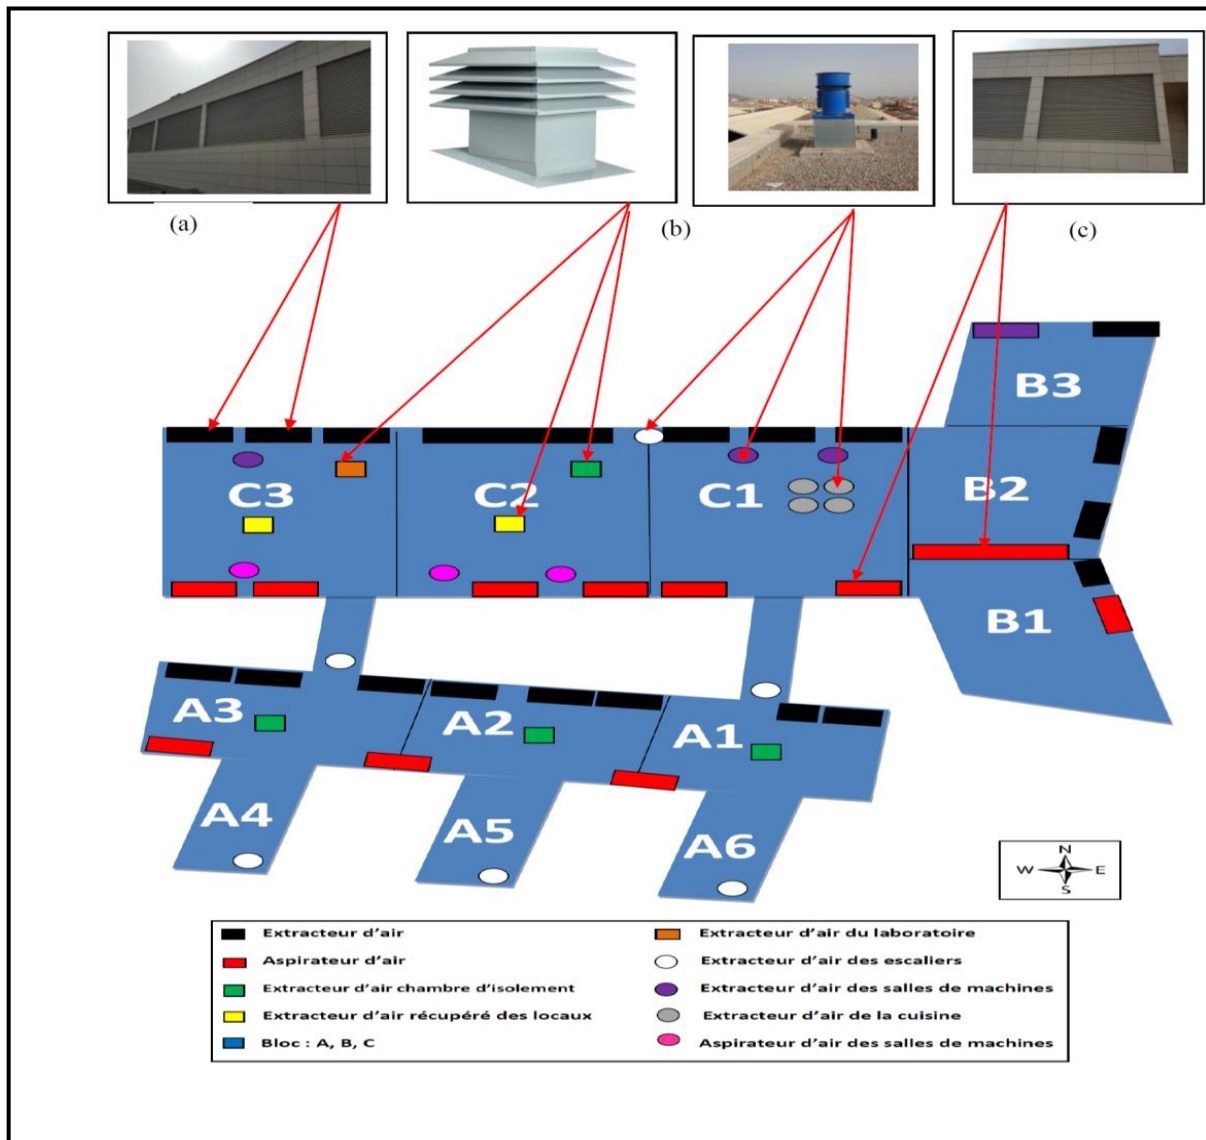 (a)
(b)
(c)
B3
C3
C2
C1
B2
B1
A3
A2
A1
A4
A5
A6
N
W
E
S
Extracteur d'air
Extracteur d'air du laboratoire
Aspirateur d'air
Extracteur d'air des escaliers
Extracteur d'air chambre d'isolement
Extracteur d'air des salles de machines
Extracteur d'air récupéré des locaux
Extracteur d'air de la cuisine
Bloc : A, B, C
Aspirateur d'air des salles de machines